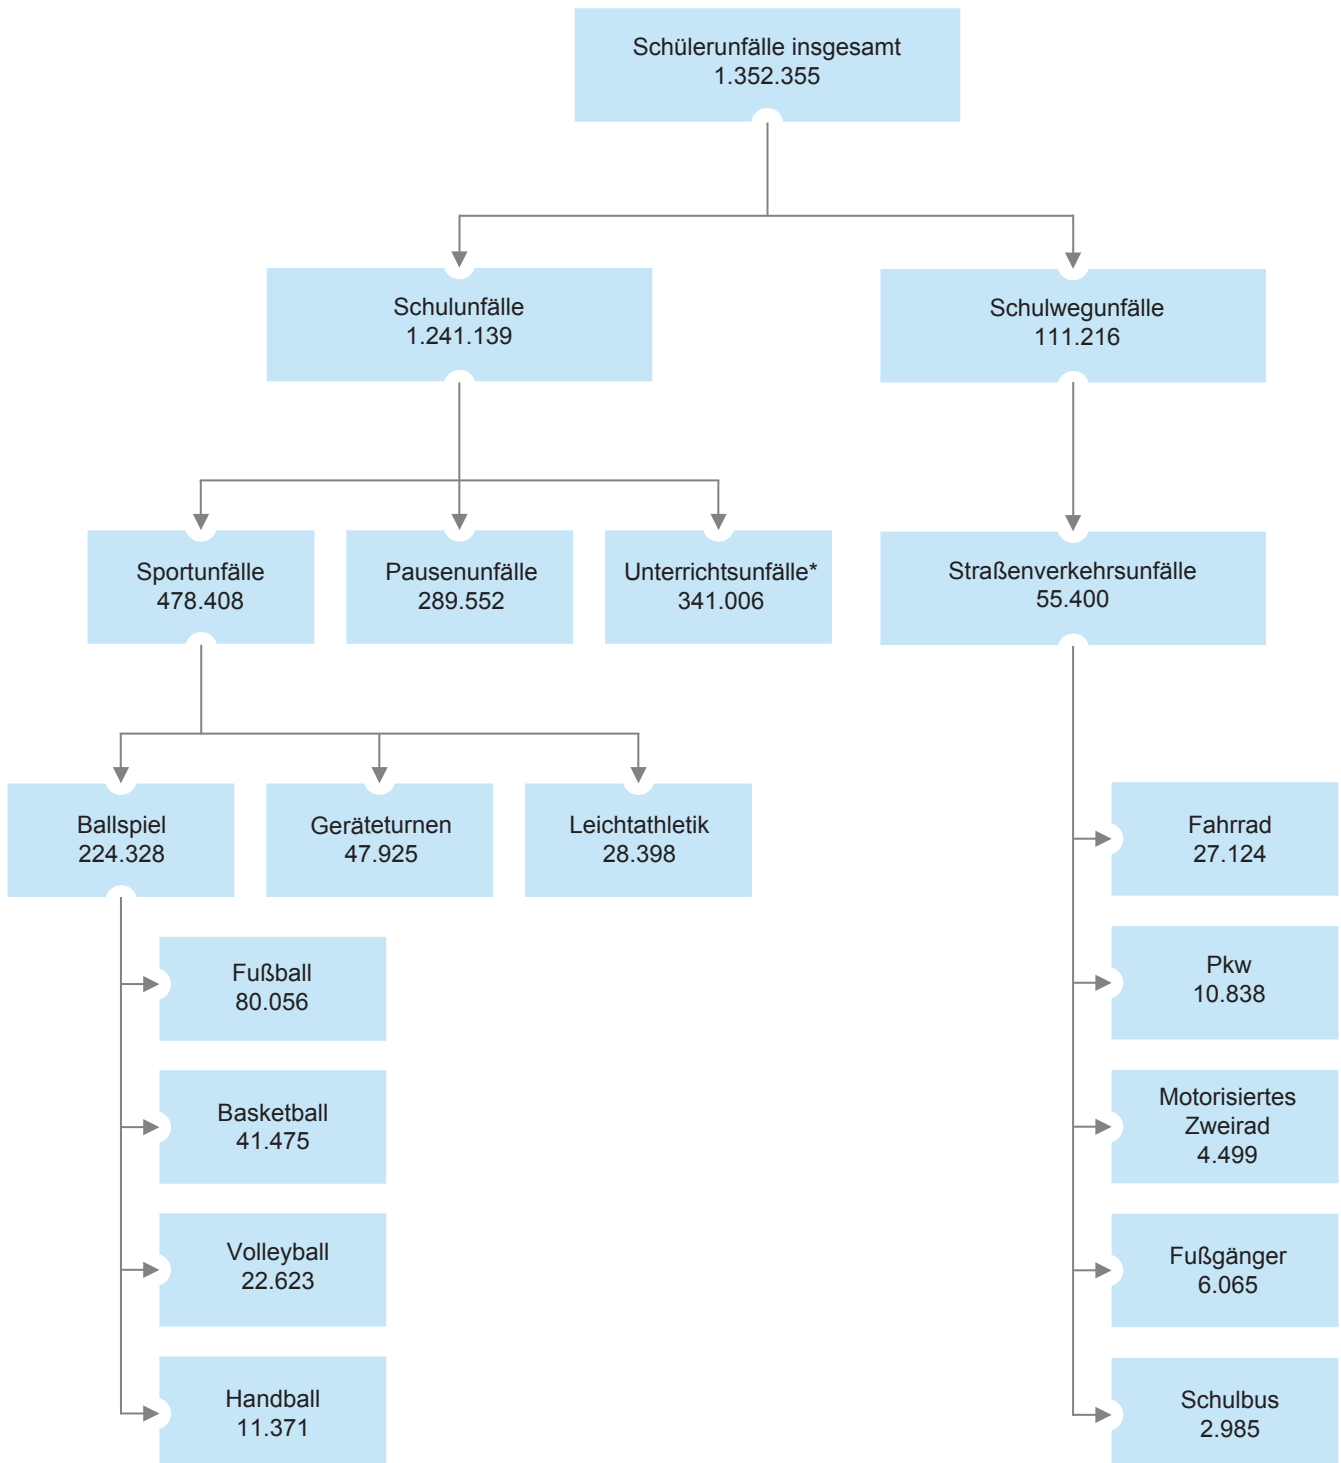 Schülerunfälle insgesamt
1.352.355
Schulunfälle
1.241.139
Schulwegunfälle
111.216
Sportunfälle
478.408
Pausenunfälle
289.552
Unterrichtsunfälle*
341.006
Straßenverkehrsunfälle
55.400
Ballspiel
224.328
Geräteturnen
47.925
Leichtathletik
28.398
Fußball
80.056
Basketball
41.475
Volleyball
22.623
Handball
11.371
Fahrrad
27.124
Pkw
10.838
Motorisiertes
Zweirad
4.499
Fußgänger
6.065
Schulbus
2.985